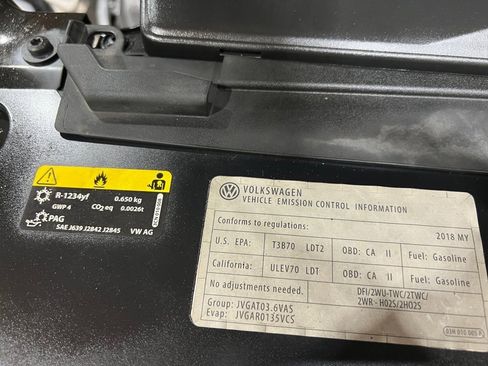 R-1234yf 0.650 kg
GWP 4 CO2 eq 0.0026t
PAG
SAE J639 J2842 J2845 VW AG
VOLKSWAGEN
VEHICLE EMISSION CONTROL INFORMATION
Conforms to regulations: 2018 MY
U.S. EPA: T3B70 LDT2 OBD: CA II Fuel: Gasoline
California: ULEV70 LDT OBD: CA II Fuel: Gasoline
No adjustments needed. DFI/2WU-TWC/2TWC/
2WR-HO2S/2HO2S
Group: JVGAT03.6VAS
Evap: JVGAR0135VCS
03H 010 005 P